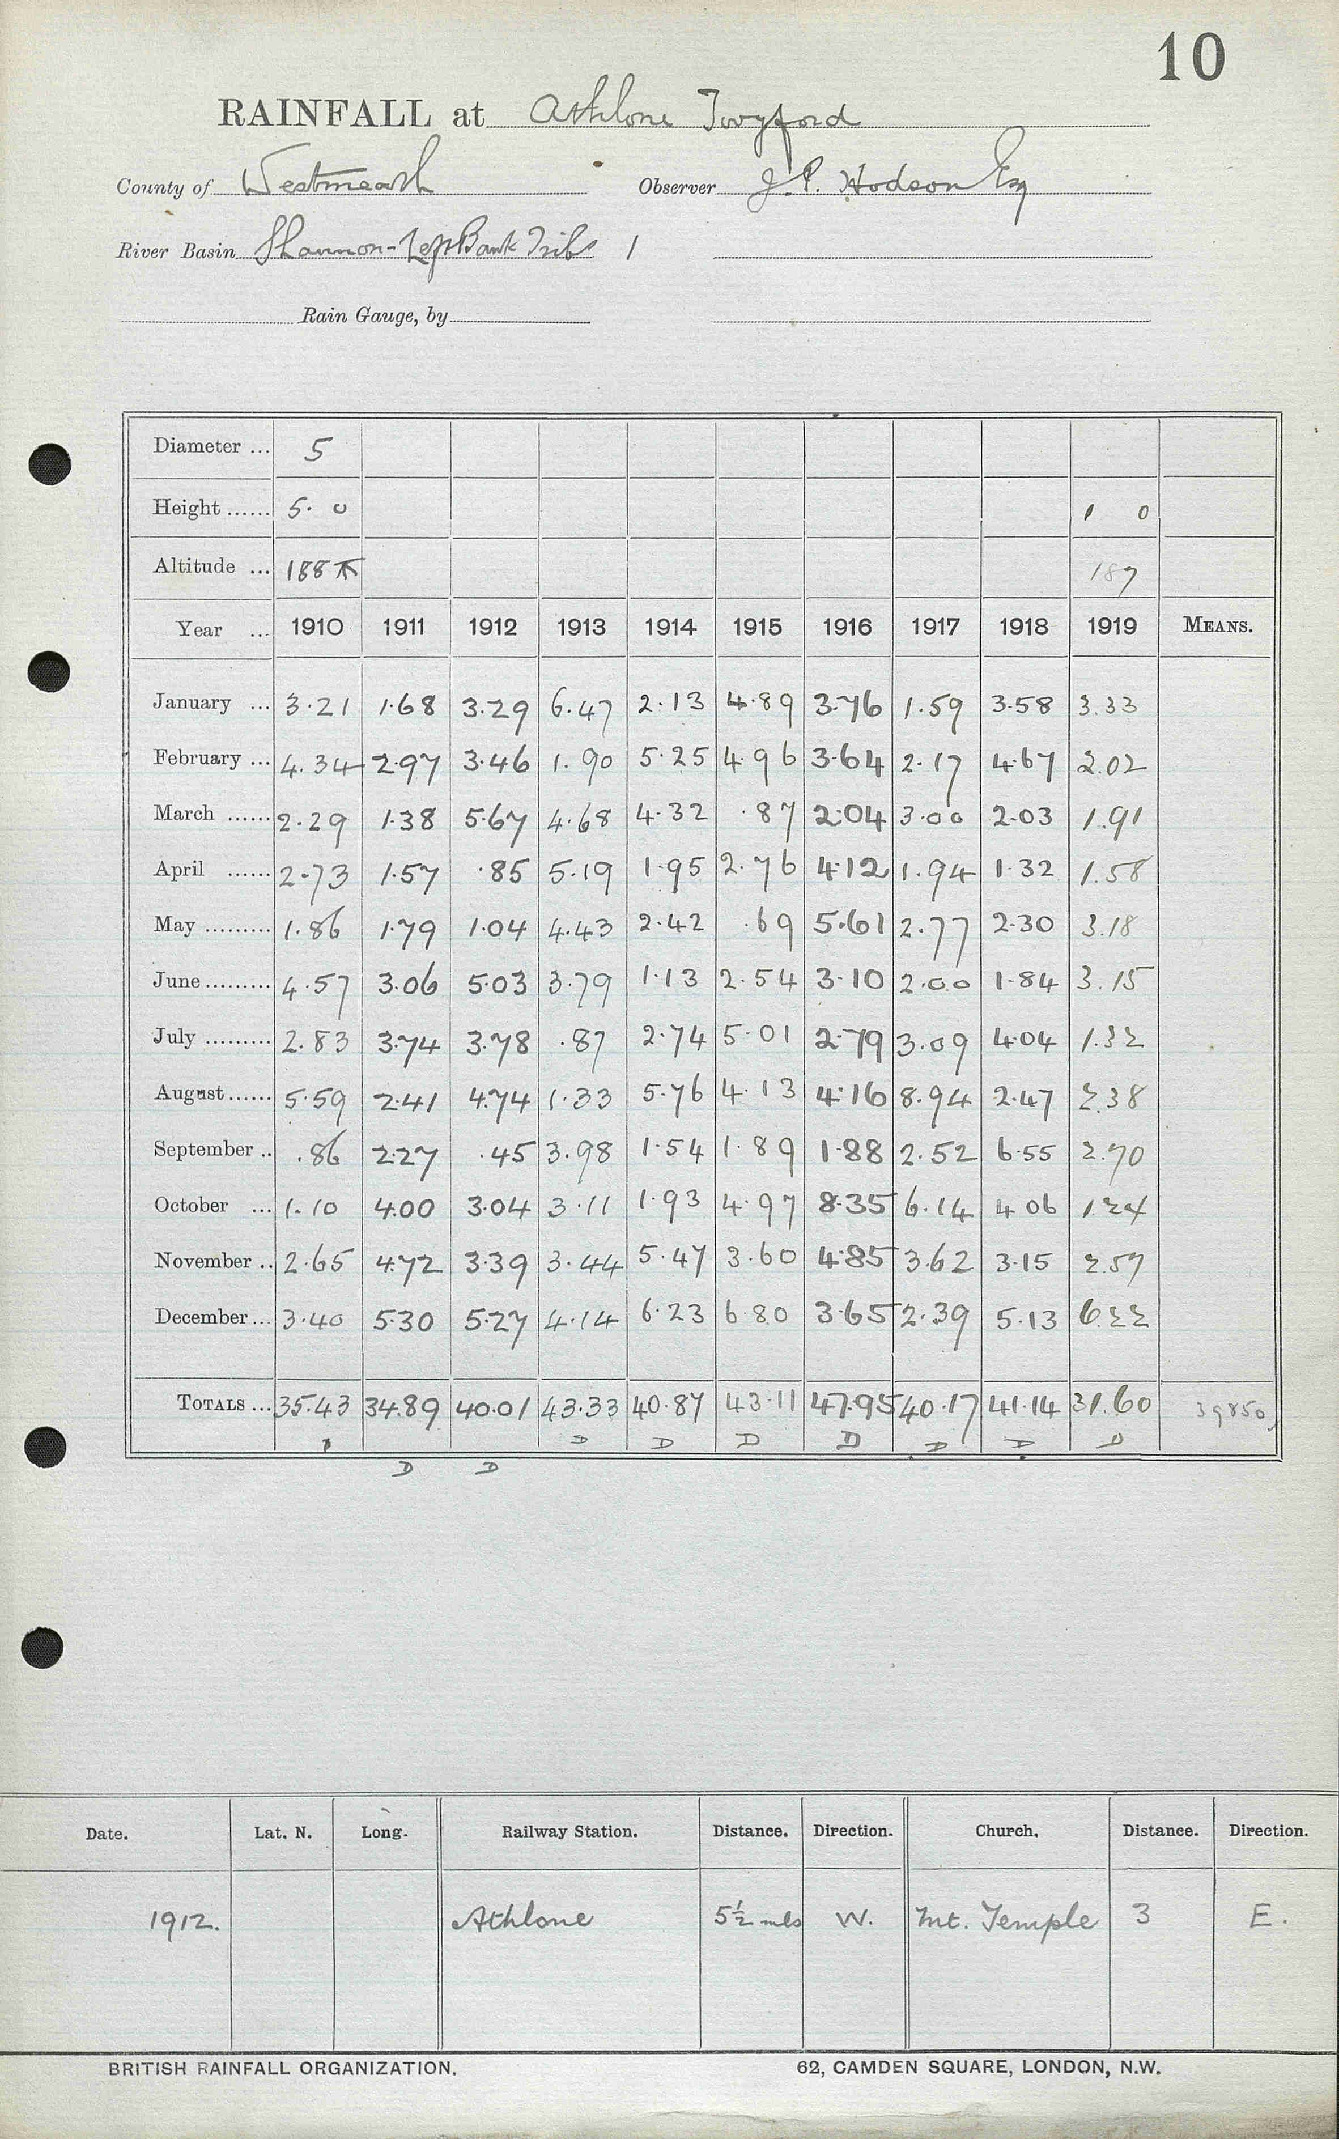 10
RAINFALL at Athlone Twyford
County of Westmeath Observer J. P. Hodson Esq
River Basin Shannon - Left Bank Tribs 1
Rain Gauge, by
Diameter ... 5
Height ...... 5. 0 1 0
Altitude ... 188 ft 187
Year ... 1910 1911 1912 1913 1914 1915 1916 1917 1918 1919 MEANS.
January ... 3.21 1.68 3.29 6.47 2.13 4.89 3.76 1.59 3.58 3.33
February ... 4.34 2.97 3.46 1.90 5.25 4.96 3.64 2.17 4.67 2.02
March ...... 2.29 1.38 5.67 4.68 4.32 .87 2.04 3.00 2.03 1.91
April ...... 2.73 1.57 .85 5.19 1.95 2.76 4.12 1.94 1.32 1.58
May ......... 1.86 1.79 1.04 4.43 2.42 .69 5.61 2.77 2.30 3.18
June ......... 4.57 3.06 5.03 3.79 1.13 2.54 3.10 2.00 1.84 3.15
July ......... 2.83 3.74 3.78 .87 2.74 5.01 2.79 3.09 4.04 1.32
August ...... 5.59 2.41 4.74 1.33 5.76 4.13 4.16 8.94 2.47 2.38
September .. .86 2.27 .45 3.98 1.54 1.89 1.88 2.52 6.55 2.70
October ... 1.10 4.00 3.04 3.11 1.93 4.97 8.35 6.14 4 06 1.24
November .. 2.65 4.72 3.39 3.44 5.47 3.60 4.85 3.62 3.15 2.57
December ... 3.40 5.30 5.27 4.14 6.23 6.80 3.65 2.39 5.13 6.22
TOTALS ... 35.43 34.89 40.01 43.33 40.87 43.11 47.95 40.17 41.14 31.60 39850
D D D D D D D D
D D
Date. Lat. N. Long. Railway Station. Distance. Direction. Church. Distance. Direction.
1912. Athlone 5½ mls W. Mt. Temple 3 E.
BRITISH RAINFALL ORGANIZATION. 62, CAMDEN SQUARE, LONDON, N.W.